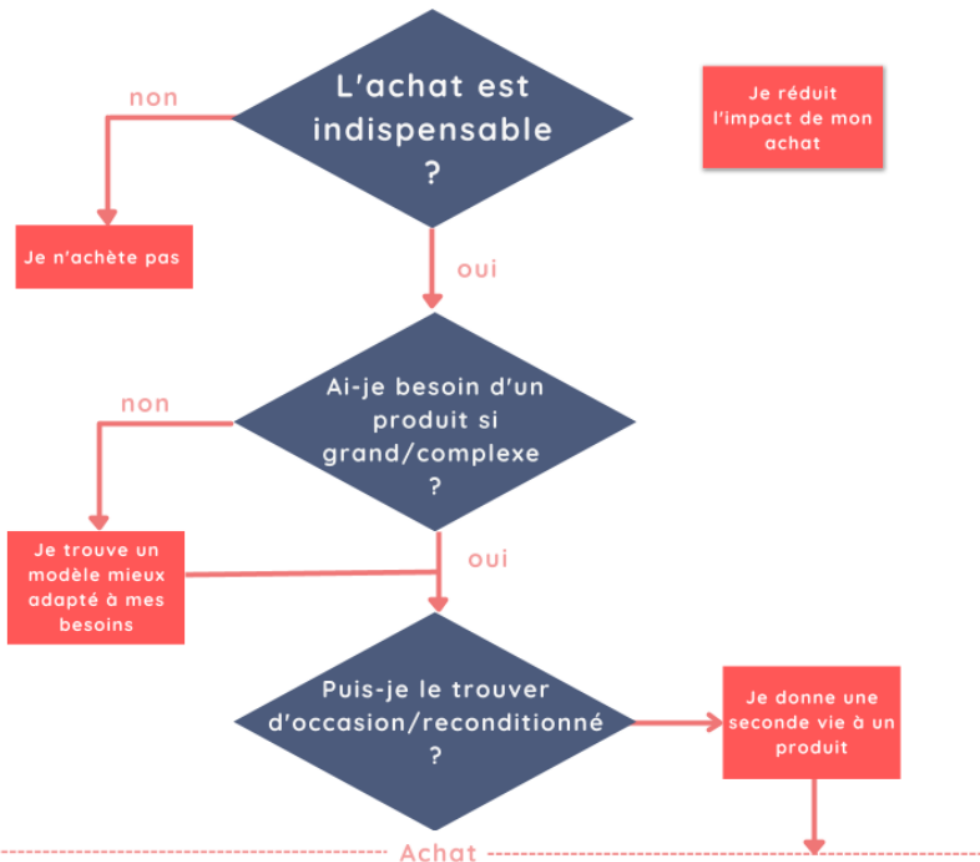 L'achat est
indispensable
?
non
Je réduit
l'impact de mon
achat
Je n'achète pas
oui
Ai-je besoin d'un
produit si
grand/complexe
?
non
Je trouve un
modèle mieux
adapté à mes
besoins
oui
Puis-je le trouver
d'occasion/reconditionné
?
Je donne une
seconde vie à un
produit
Achat